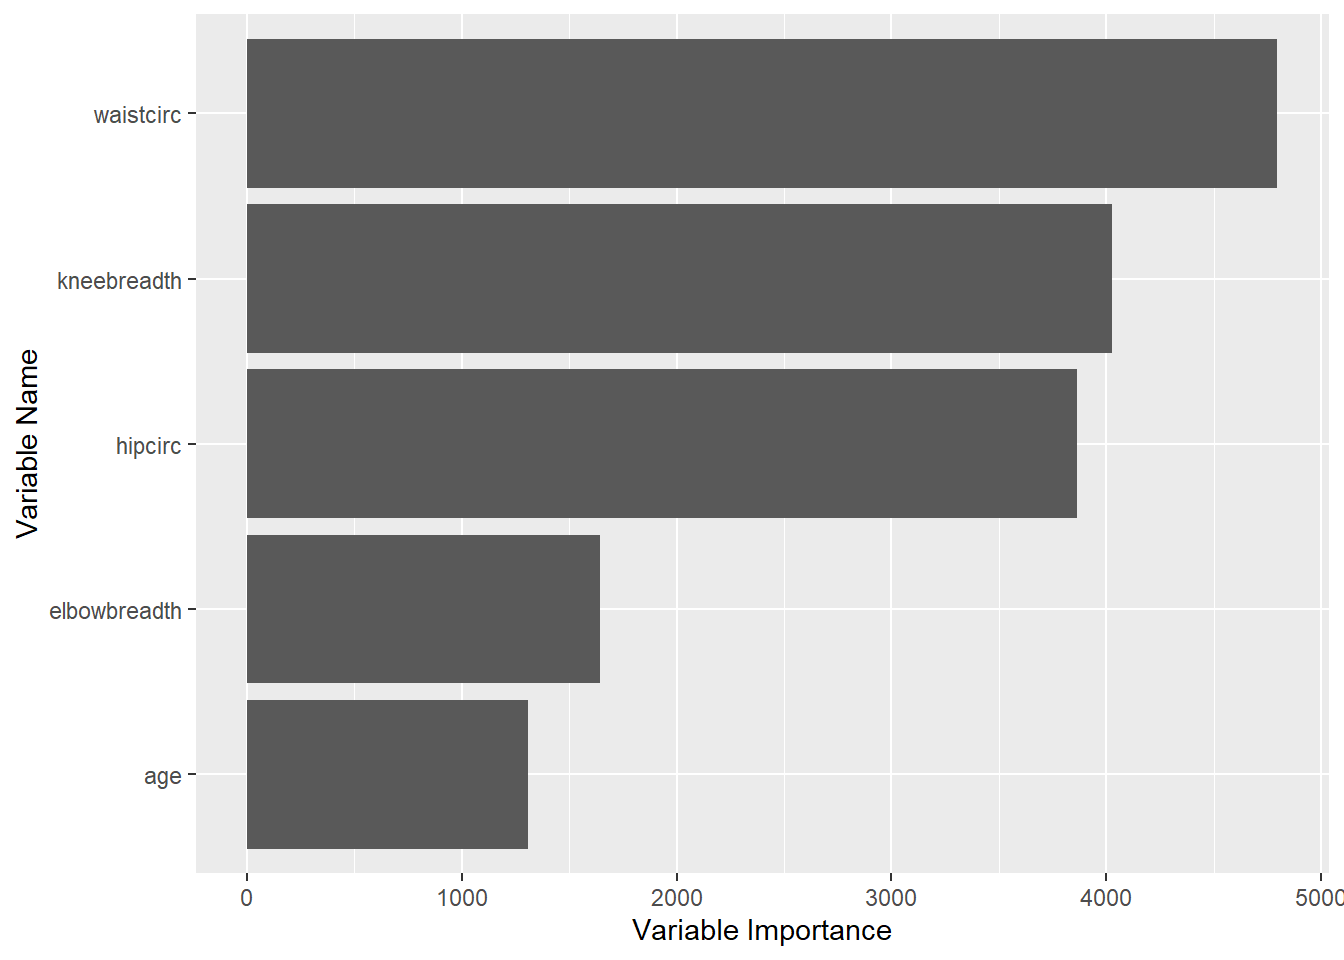 waistcirc
kneebreadth
hipcirc
elbowbreadth
age
Variable Name
0 1000 2000 3000 4000 5000
Variable Importance